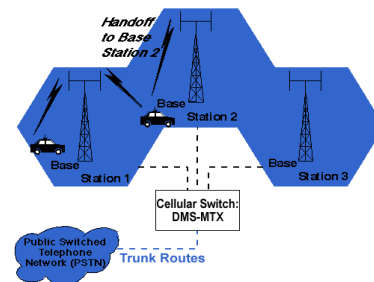 Handoff
to Base
Station 2
Base
Station 2
Base
Station 1
Base
Station 3
Cellular Switch:
DMS-MTX
Public Switched
Telephone
Network (PSTN)
Trunk Routes